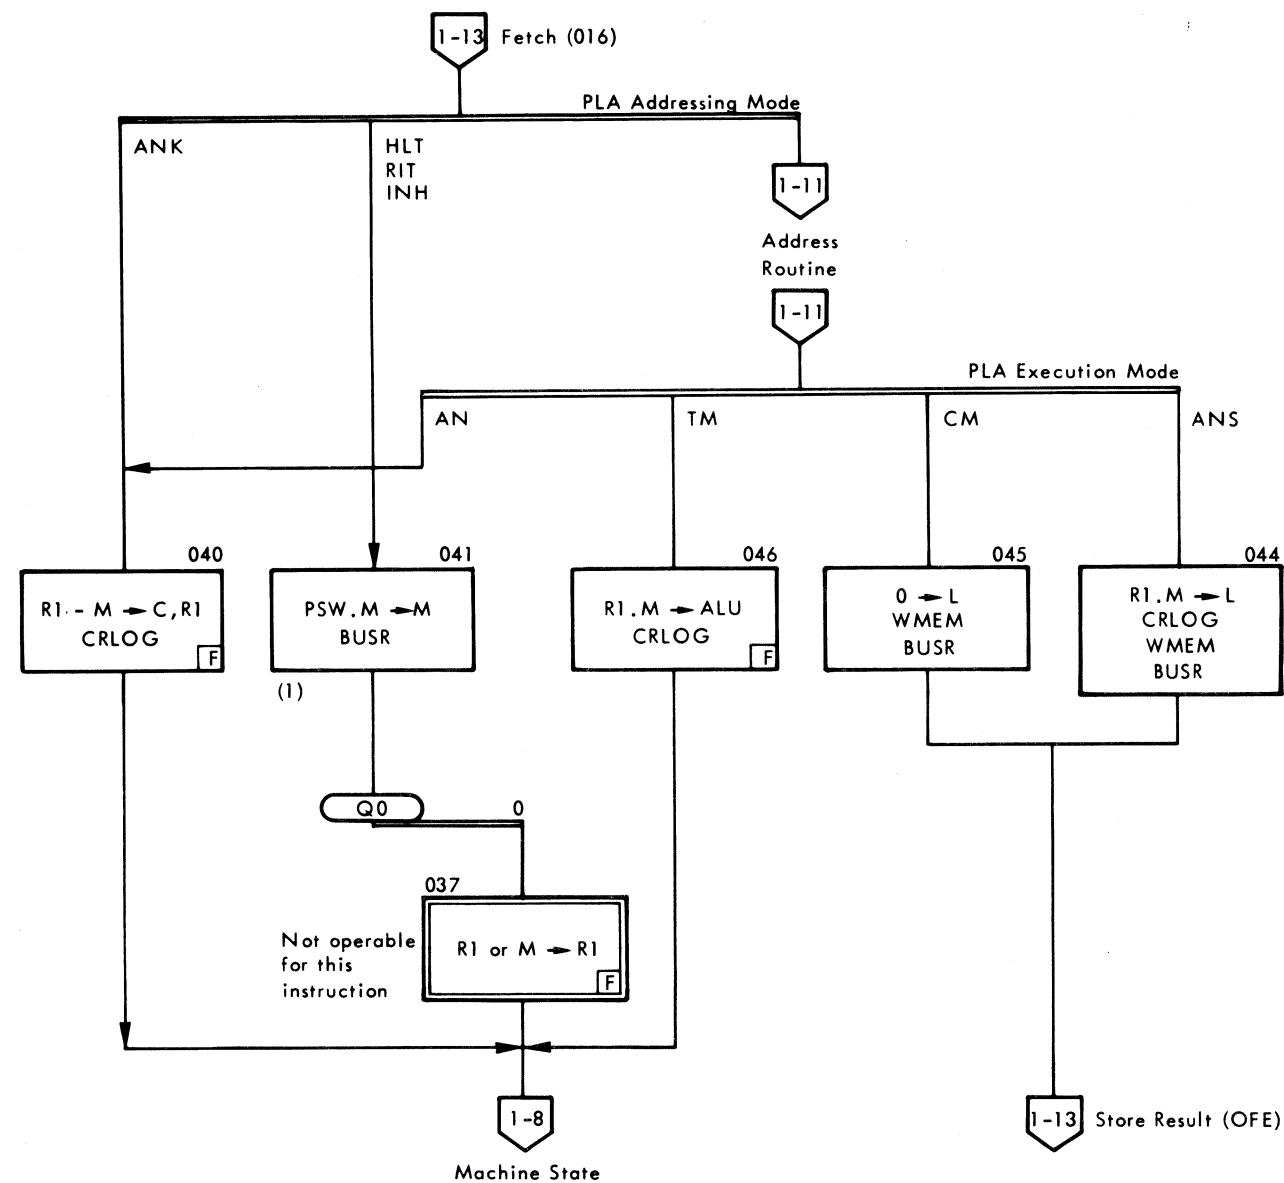 1-13 Fetch (016)
PLA Addressing Mode
ANK
HLT
RIT
INH
1-11
Address
Routine
1-11
PLA Execution Mode
AN
TM
CM
ANS
040
R1 - M → C,R1
CRLOG
F
041
PSW.M → M
BUSR
(1)
046
R1.M → ALU
CRLOG
F
045
0 → L
WMEM
BUSR
044
R1.M → L
CRLOG
WMEM
BUSR
Q0
0
037
R1 or M → R1
F
Not operable
for this
instruction
1-8
Machine State
1-13 Store Result (OFE)